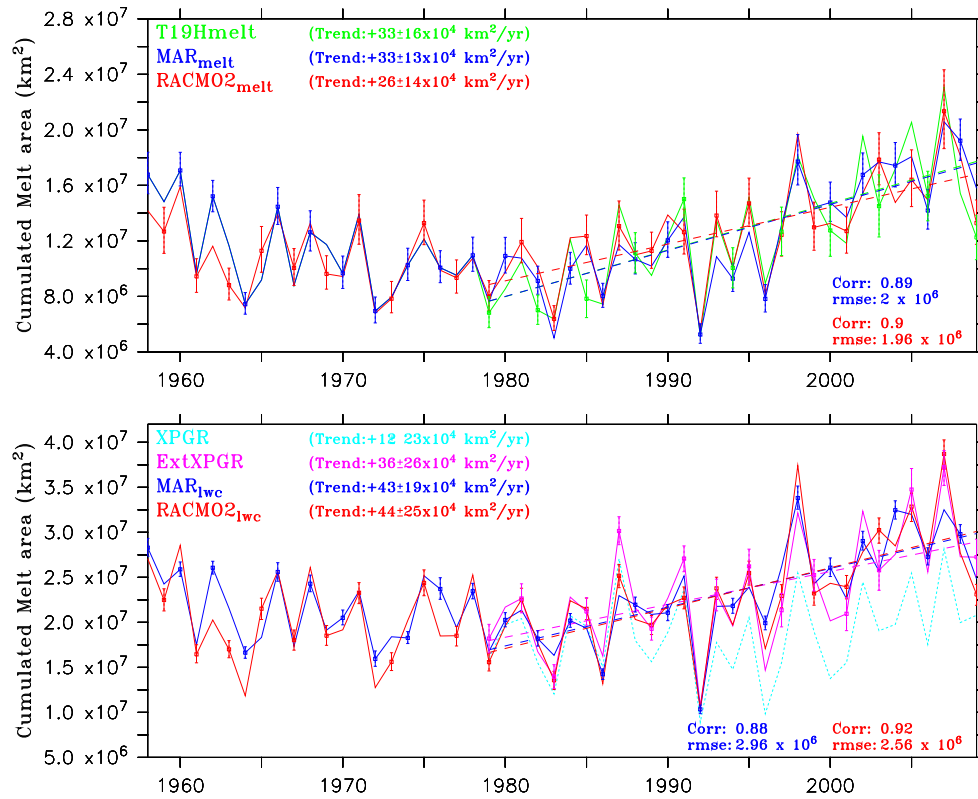 Cumulated Melt area (km²)
2.8 x10⁷
2.4 x10⁷
2.0 x10⁷
1.6 x10⁷
1.2 x10⁷
8.0 x10⁶
4.0 x10⁶
T19Hmelt (Trend:+33±16x10⁴ km²/yr)
MARmelt (Trend:+33±13x10⁴ km²/yr)
RACMO2melt (Trend:+26±14x10⁴ km²/yr)
Corr: 0.89
rmse: 2 x 10⁶
Corr: 0.9
rmse: 1.96 x 10⁶
1960 1970 1980 1990 2000
Cumulated Melt area (km²)
4.0 x10⁷
3.5 x10⁷
3.0 x10⁷
2.5 x10⁷
2.0 x10⁷
1.5 x10⁷
1.0 x10⁷
5.0 x10⁶
XPGR (Trend:+12 23x10⁴ km²/yr)
ExtXPGR (Trend:+36±26x10⁴ km²/yr)
MARlwc (Trend:+43±19x10⁴ km²/yr)
RACMO2lwc (Trend:+44±25x10⁴ km²/yr)
Corr: 0.88
rmse: 2.96 x 10⁶
Corr: 0.92
rmse: 2.56 x 10⁶
1960 1970 1980 1990 2000